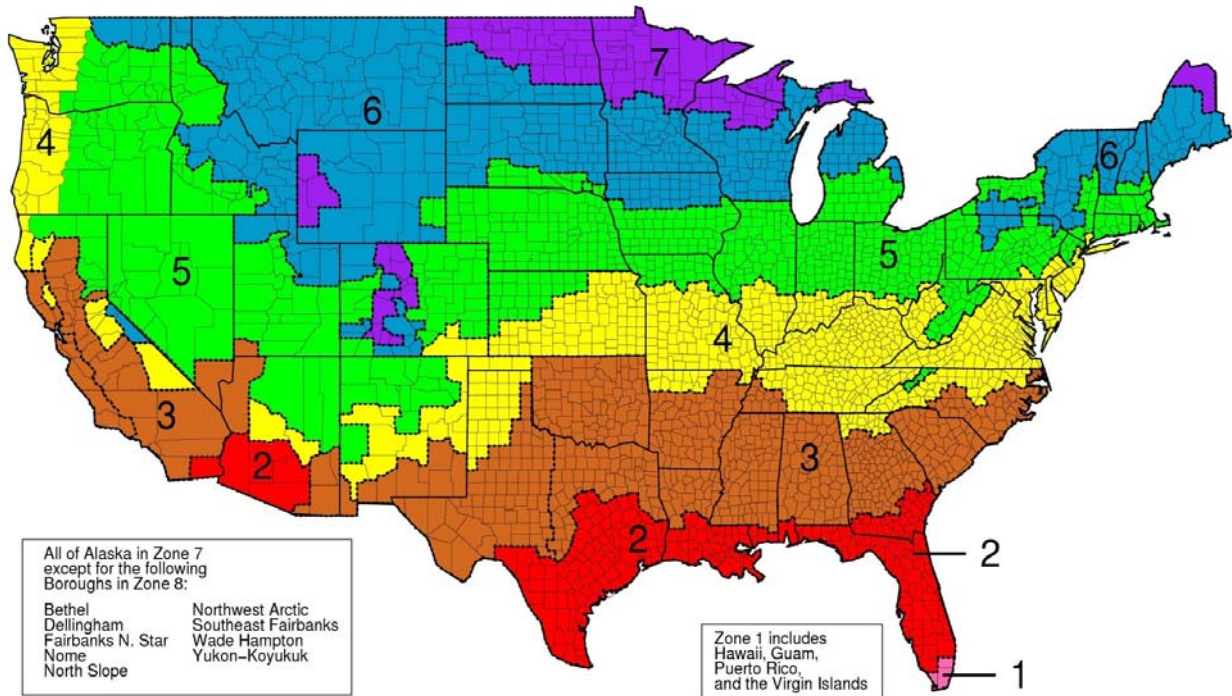 7
6
4
6
5
5
4
3
3
2
2
2
1
All of Alaska in Zone 7
except for the following
Boroughs in Zone 8:
Bethel Northwest Arctic
Dellingham Southeast Fairbanks
Fairbanks N. Star Wade Hampton
Nome Yukon-Koyukuk
North Slope
Zone 1 includes
Hawaii, Guam,
Puerto Rico,
and the Virgin Islands